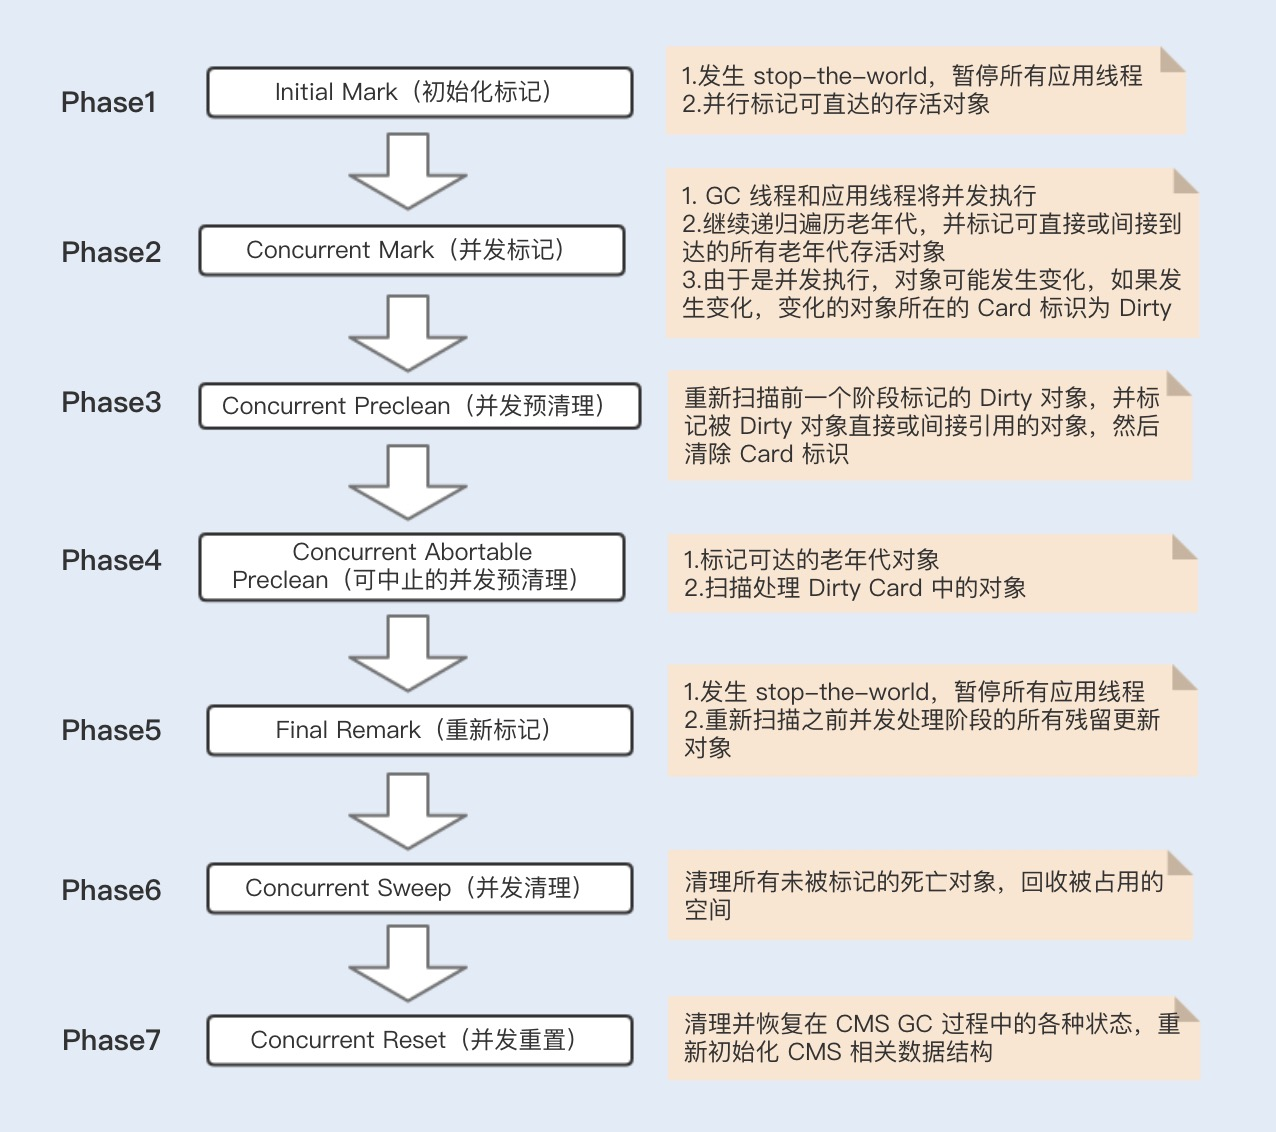 Phase1
Initial Mark（初始化标记）
1.发生 stop-the-world，暂停所有应用线程
2.并行标记可直达的存活对象
Phase2
Concurrent Mark（并发标记）
1. GC 线程和应用线程将并发执行
2.继续递归遍历老年代，并标记可直接或间接到
达的所有老年代存活对象
3.由于是并发执行，对象可能发生变化，如果发
生变化，变化的对象所在的 Card 标识为 Dirty
Phase3
Concurrent Preclean（并发预清理）
重新扫描前一个阶段标记的 Dirty 对象，并标
记被 Dirty 对象直接或间接引用的对象，然后
清除 Card 标识
Phase4
Concurrent Abortable
Preclean（可中止的并发预清理）
1.标记可达的老年代对象
2.扫描处理 Dirty Card 中的对象
Phase5
Final Remark（重新标记）
1.发生 stop-the-world，暂停所有应用线程
2.重新扫描之前并发处理阶段的所有残留更新
对象
Phase6
Concurrent Sweep（并发清理）
清理所有未被标记的死亡对象，回收被占用的
空间
Phase7
Concurrent Reset（并发重置）
清理并恢复在 CMS GC 过程中的各种状态，重
新初始化 CMS 相关数据结构